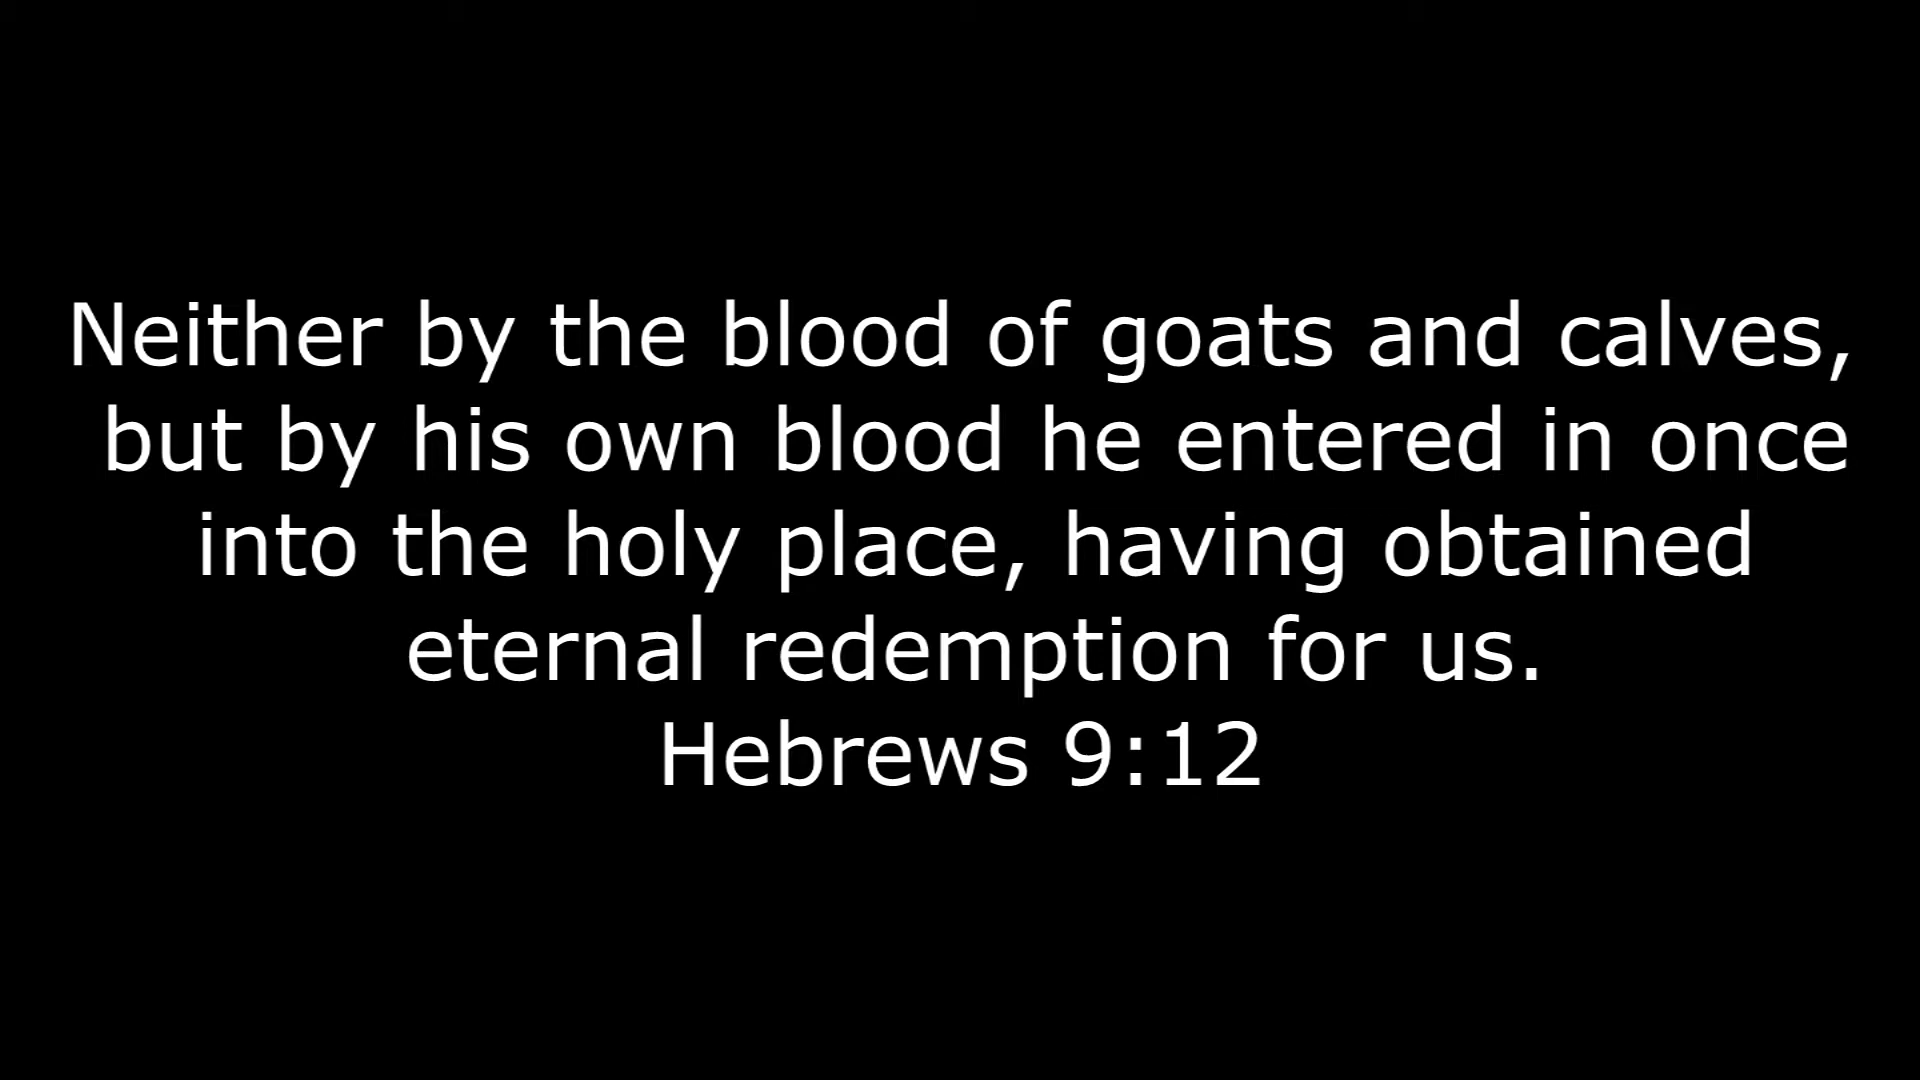 Neither by the blood of goats and calves,
but by his own blood he entered in once
into the holy place, having obtained
eternal redemption for us.
Hebrews 9:12